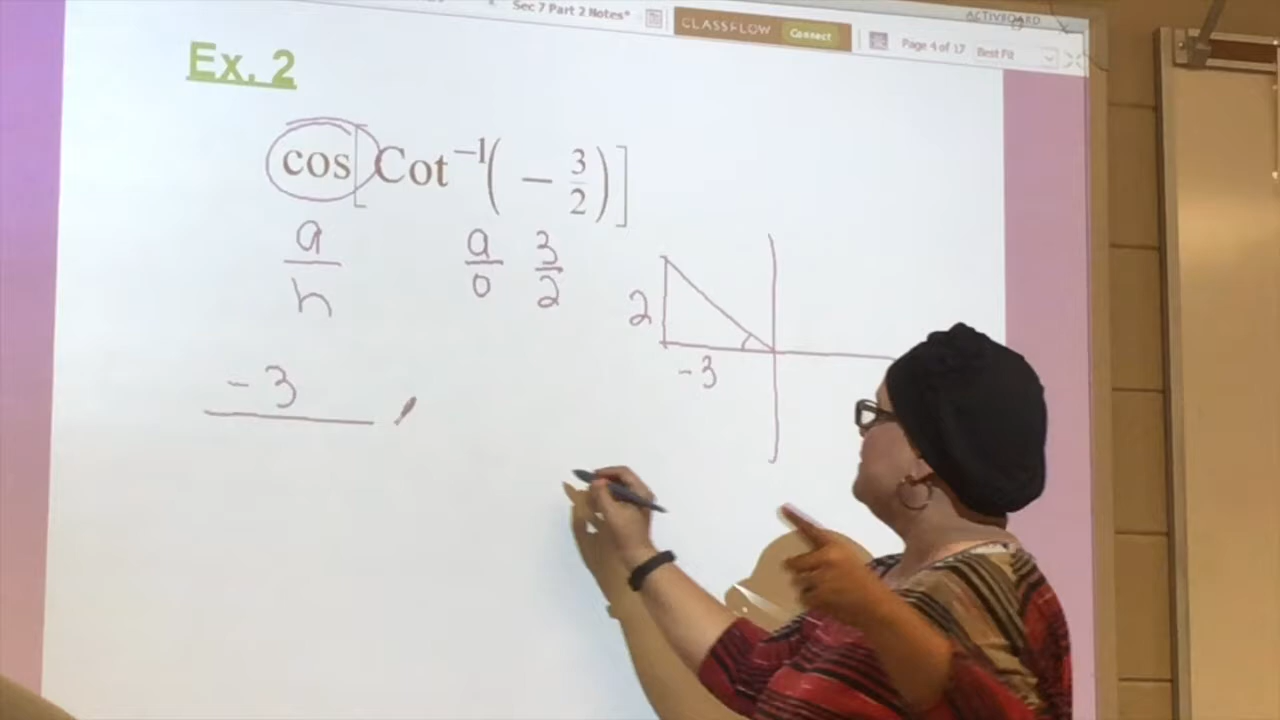 Sec 7 Part 2 Notes*
CLASSFLOW Connect
Page 4 of 17 Best Fit
ACTIVBOARD
Ex. 2
cos[Cot⁻¹(− 3/2)]
a/h a/o 3/2
2
-3
-3